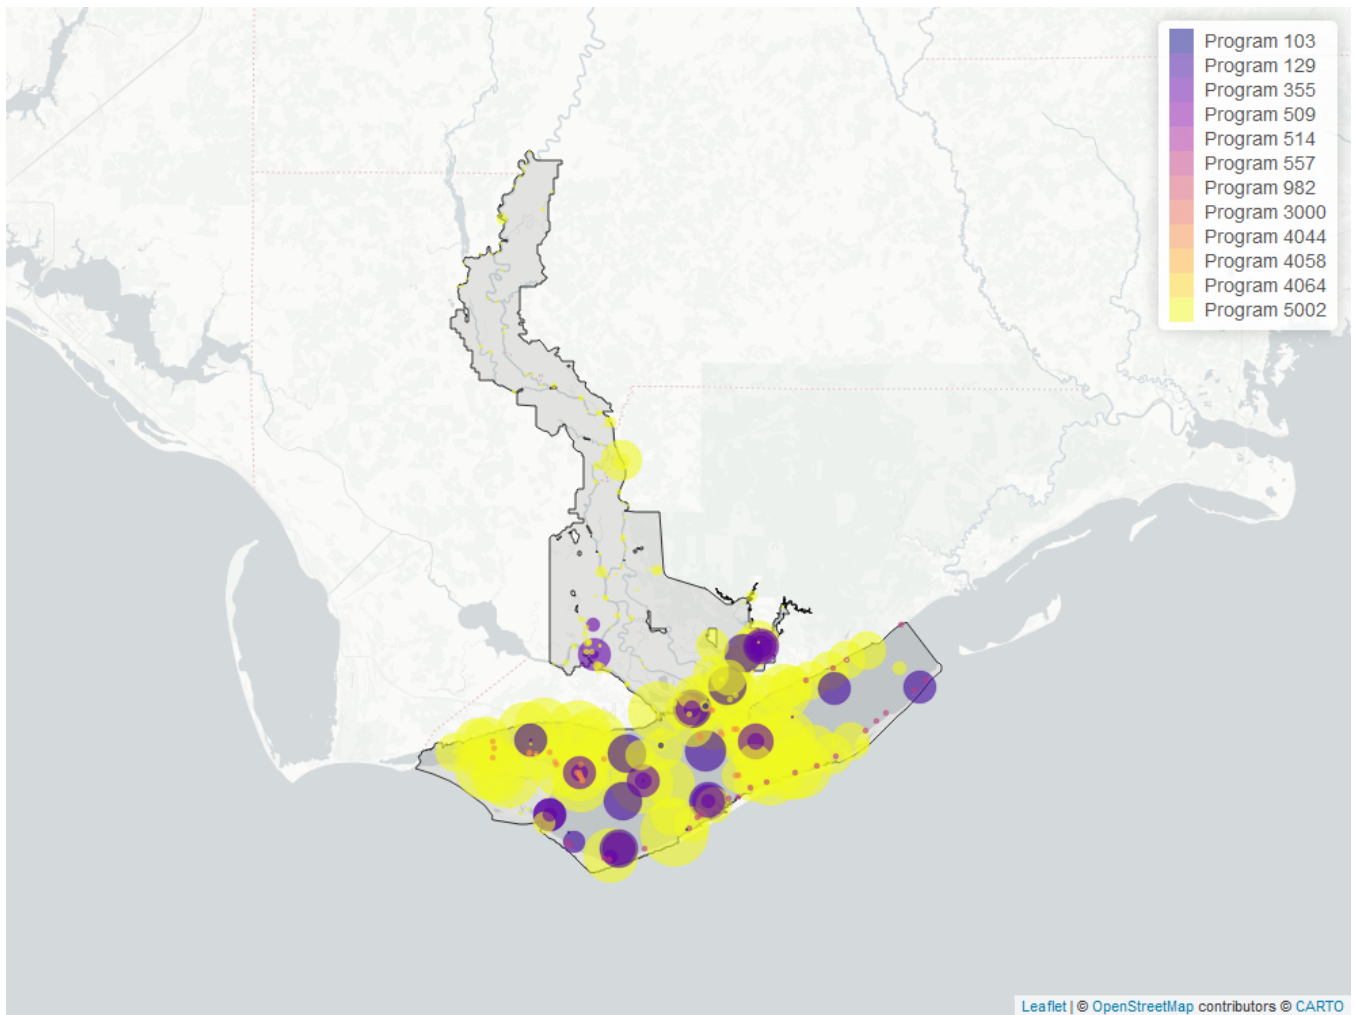 Program 103
Program 129
Program 355
Program 509
Program 514
Program 557
Program 982
Program 3000
Program 4044
Program 4058
Program 4064
Program 5002
Leaflet | © OpenStreetMap contributors © CARTO